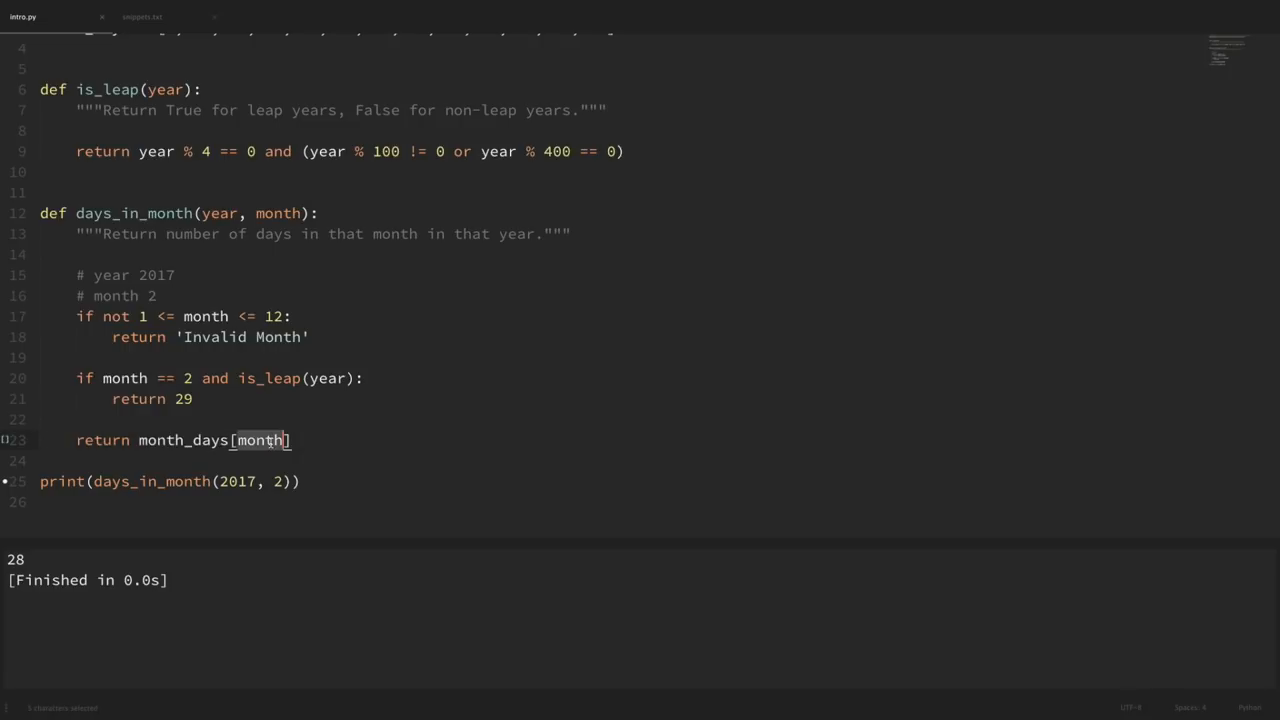 intro.py × snippets.txt ×
4
5
6 def is_leap(year):
7 """Return True for leap years, False for non-leap years."""
8
9 return year % 4 == 0 and (year % 100 != 0 or year % 400 == 0)
10
11
12 def days_in_month(year, month):
13 """Return number of days in that month in that year."""
14
15 # year 2017
16 # month 2
17 if not 1 <= month <= 12:
18 return 'Invalid Month'
19
20 if month == 2 and is_leap(year):
21 return 29
22
23 return month_days[month]
24
25 print(days_in_month(2017, 2))
26
28
[Finished in 0.0s]
5 characters selected UTF-8 Spaces: 4 Python